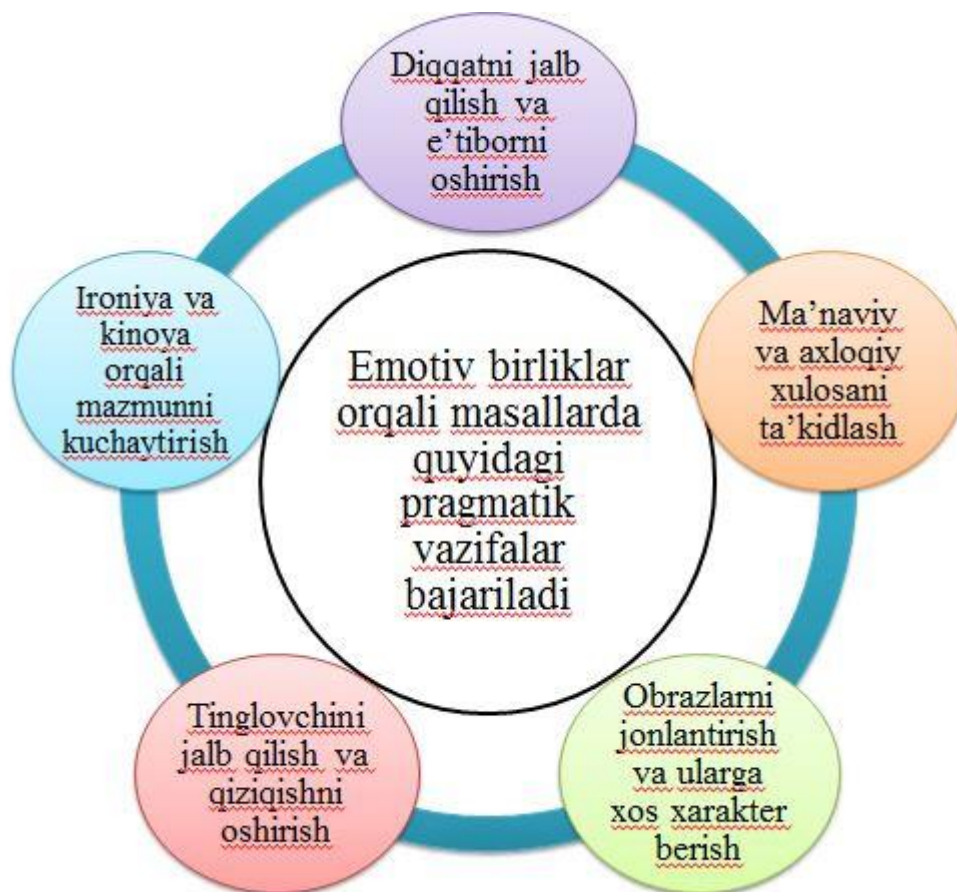 Diqqatni jalb
qilish va
e’tiborni
oshirish
Ironiya va
kinoya
orqali
mazmunni
kuchaytirish
Ma’naviy
va axloqiy
xulosani
ta’kidlash
Emotiv birliklar
orqali masallarda
quyidagi
pragmatik
vazifalar
bajariladi
Tinglovchini
jalb qilish va
qiziqishni
oshirish
Obrazlarni
jonlantirish
va ularga
xos xarakter
berish